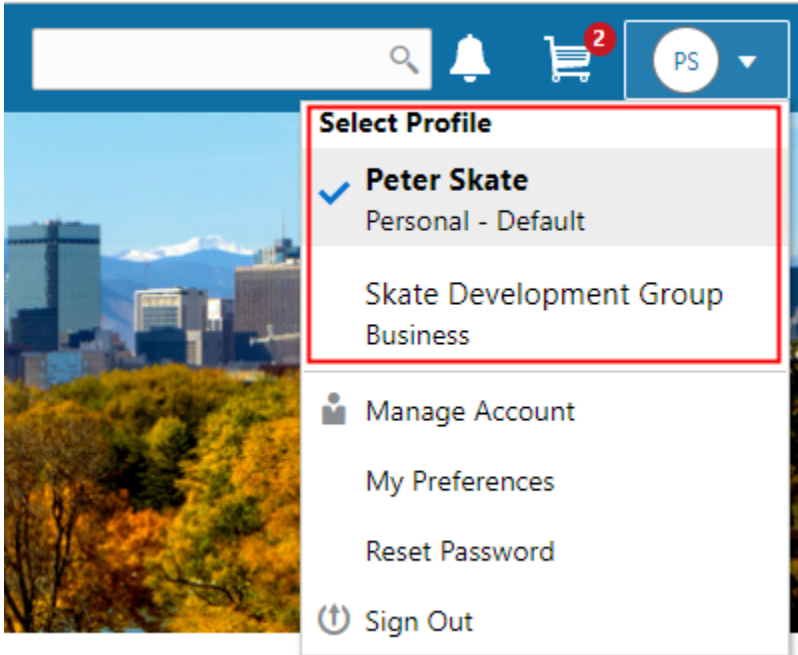 2
PS
Select Profile
Peter Skate
Personal - Default
Skate Development Group
Business
Manage Account
My Preferences
Reset Password
Sign Out